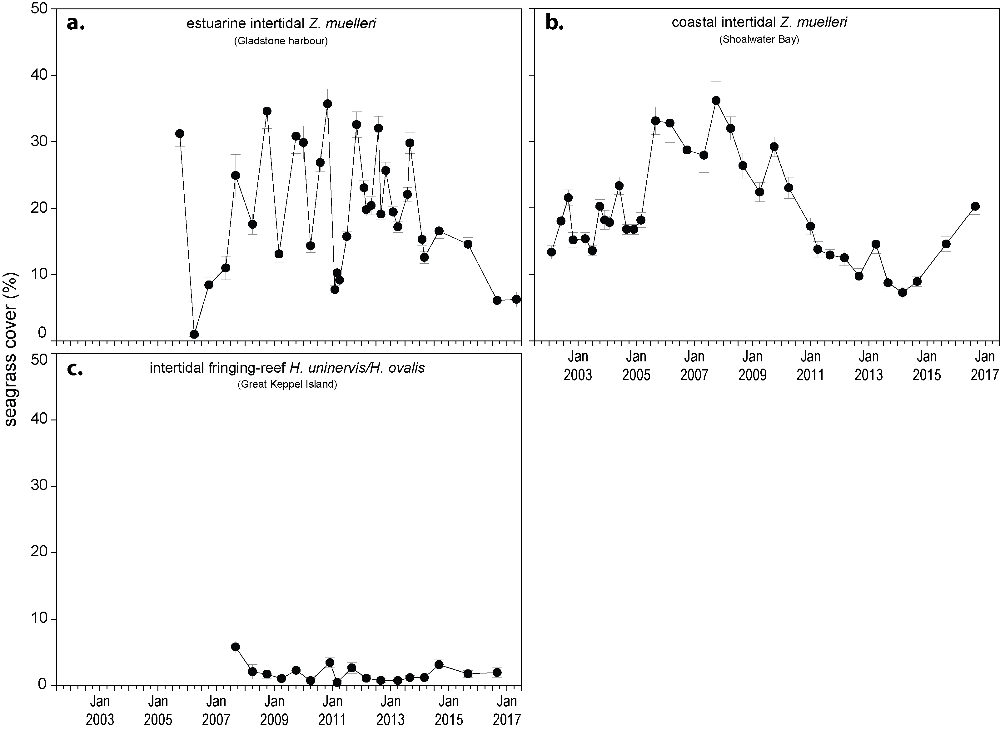 seagrass cover (%)
a.
estuarine intertidal Z. muelleri
(Gladstone harbour)
50
40
30
20
10
0
b.
coastal intertidal Z. muelleri
(Shoalwater Bay)
Jan Jan Jan Jan Jan Jan Jan Jan
2003 2005 2007 2009 2011 2013 2015 2017
c.
intertidal fringing-reef H. uninervis/H. ovalis
(Great Keppel Island)
50
40
30
20
10
0
Jan Jan Jan Jan Jan Jan Jan Jan
2003 2005 2007 2009 2011 2013 2015 2017